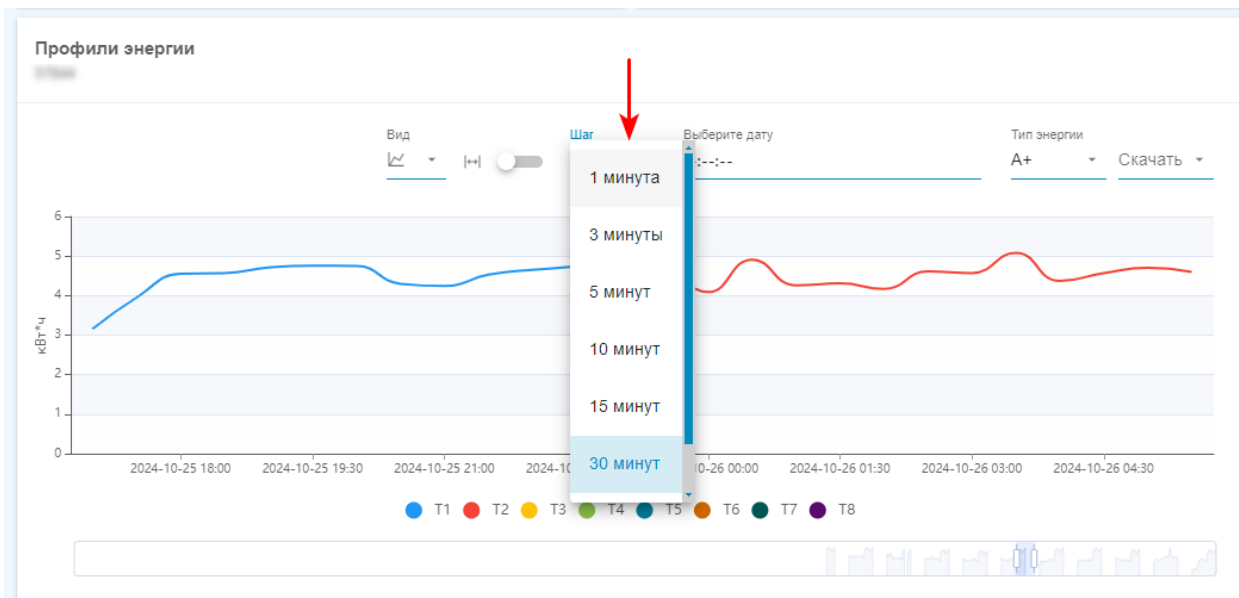 Профили энергии
Вид
Шаг
Выберите дату
Тип энергии
:--:--
A+
Скачать
1 минута
3 минуты
5 минут
10 минут
15 минут
30 минут
кВт*ч
6
5
4
3
2
1
0
2024-10-25 18:00
2024-10-25 19:30
2024-10-25 21:00
2024-1
0-26 00:00
2024-10-26 01:30
2024-10-26 03:00
2024-10-26 04:30
T1 T2 T3 T4 T5 T6 T7 T8